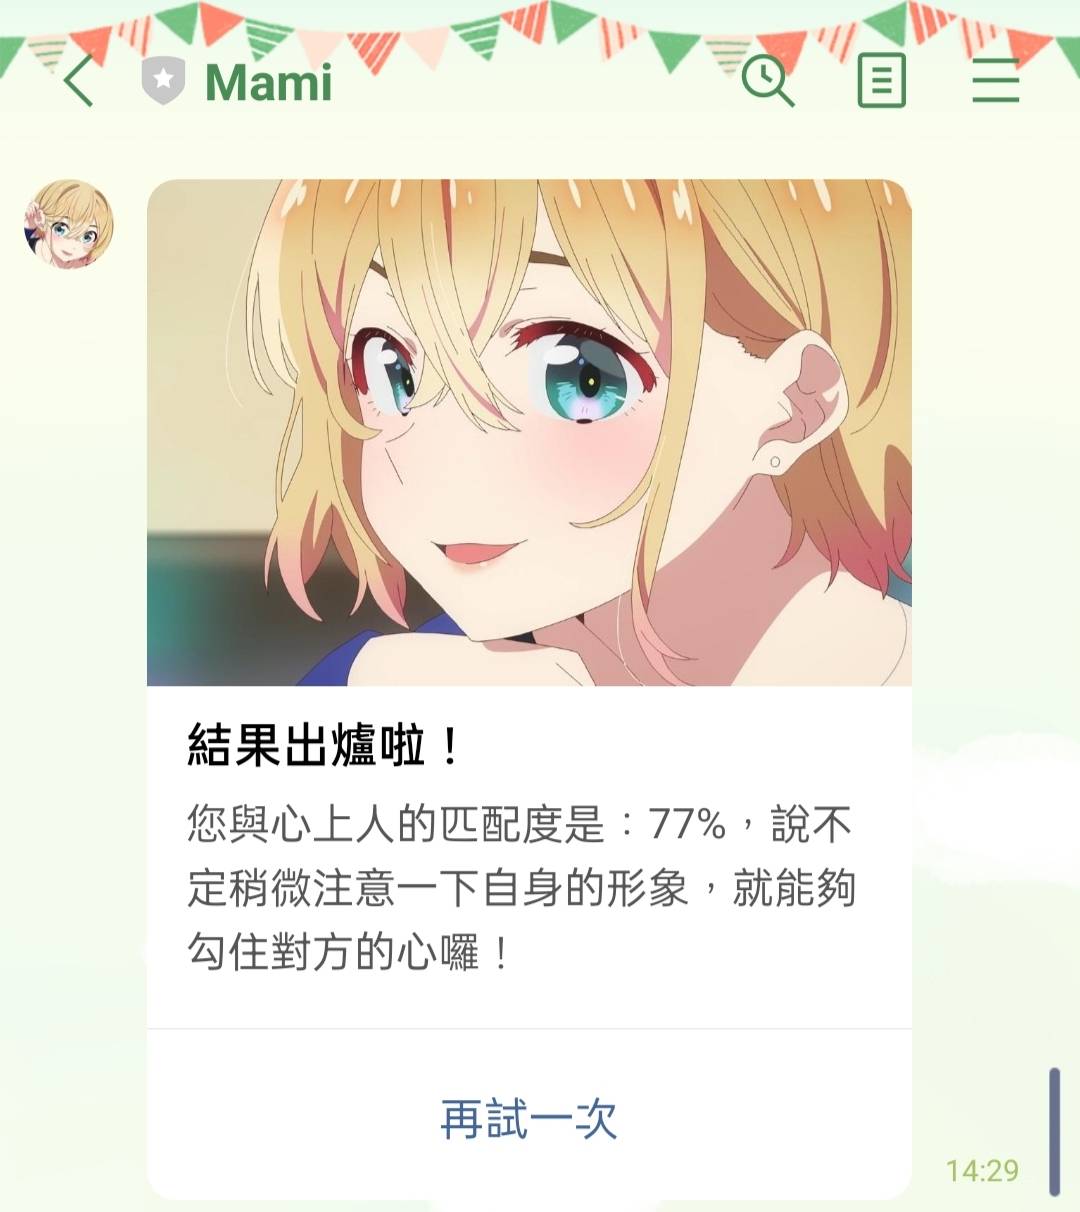 Mami
結果出爐啦！
您與心上人的匹配度是：77%，說不
定稍微注意一下自身的形象，就能夠
勾住對方的心囉！
再試一次
14:29